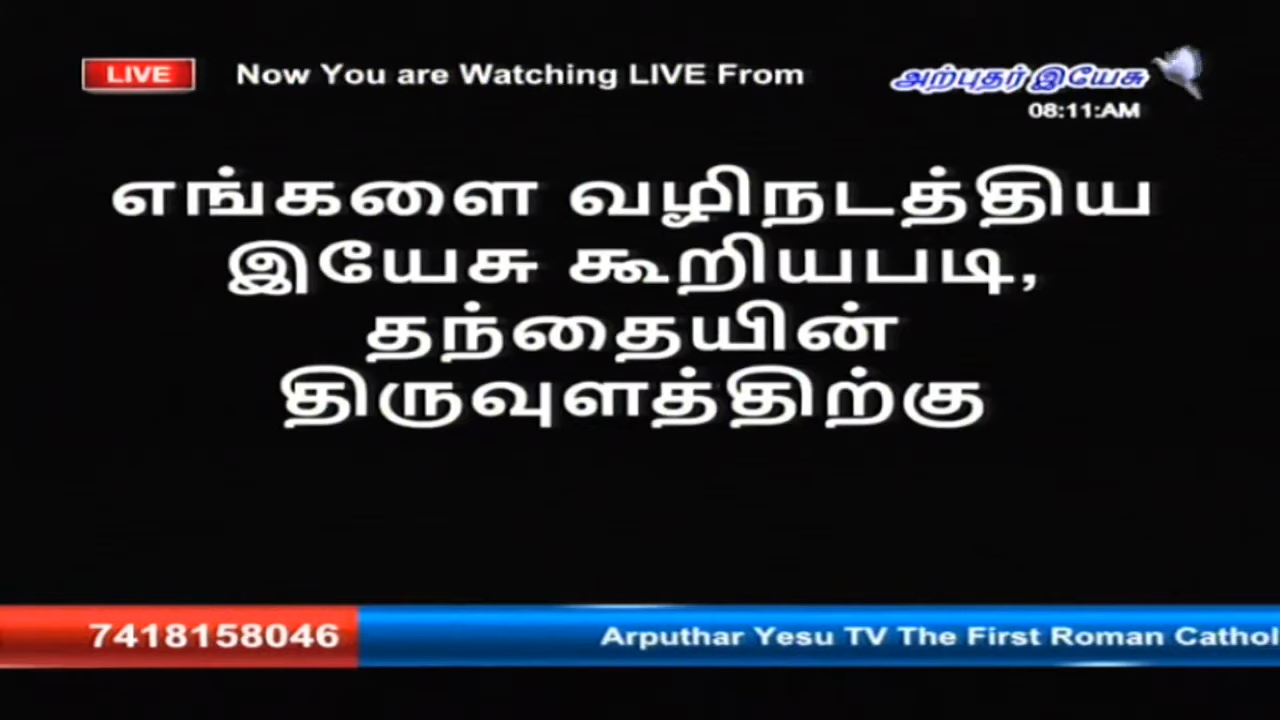 LIVE Now You are Watching LIVE From அற்புதர் இயேசு
08:11:AM
எங்களை வழிநடத்திய
இயேசு கூறியபடி,
தந்தையின்
திருவுளத்திற்கு
7418158046 Arputhar Yesu TV The First Roman Cathol